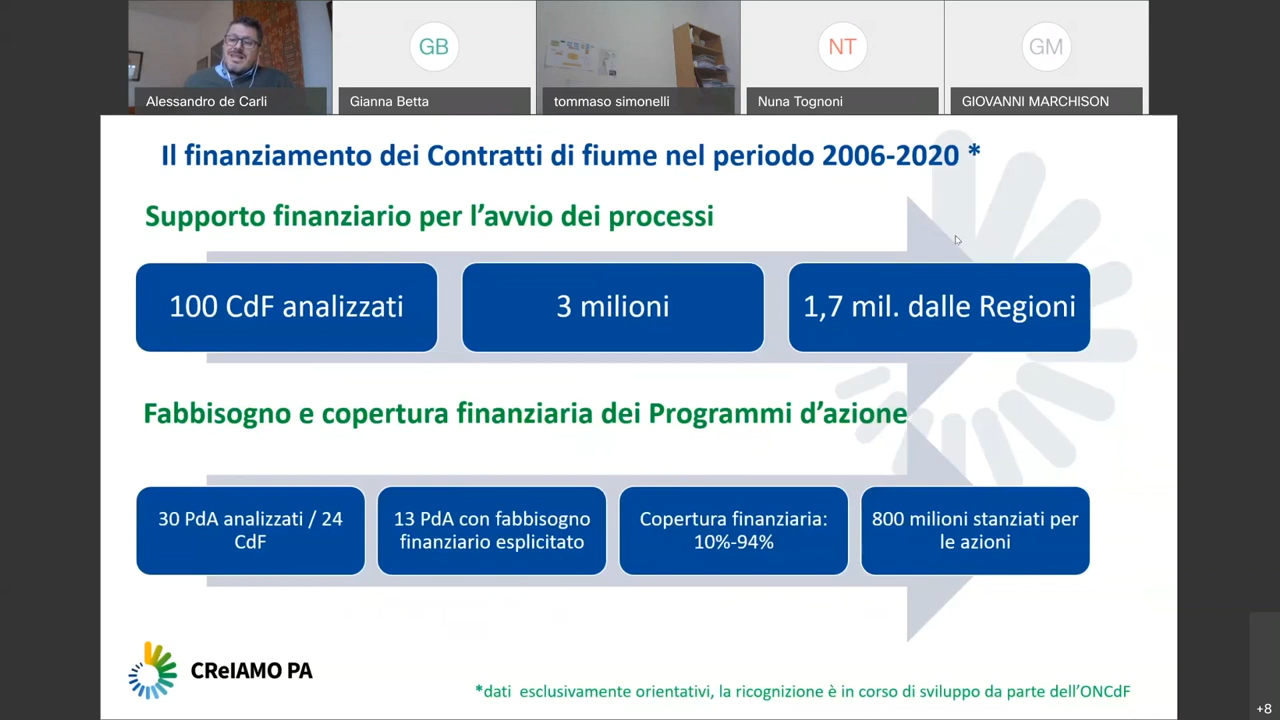 GB
NT
GM
Alessandro de Carli
Gianna Betta
tommaso simonelli
Nuna Tognoni
GIOVANNI MARCHISON
Il finanziamento dei Contratti di fiume nel periodo 2006-2020 *
Supporto finanziario per l’avvio dei processi
100 CdF analizzati
3 milioni
1,7 mil. dalle Regioni
Fabbisogno e copertura finanziaria dei Programmi d’azione
30 PdA analizzati / 24
CdF
13 PdA con fabbisogno
finanziario esplicitato
Copertura finanziaria:
10%-94%
800 milioni stanziati per
le azioni
CReIAMO PA
*dati esclusivamente orientativi, la ricognizione è in corso di sviluppo da parte dell’ONCdF
+8